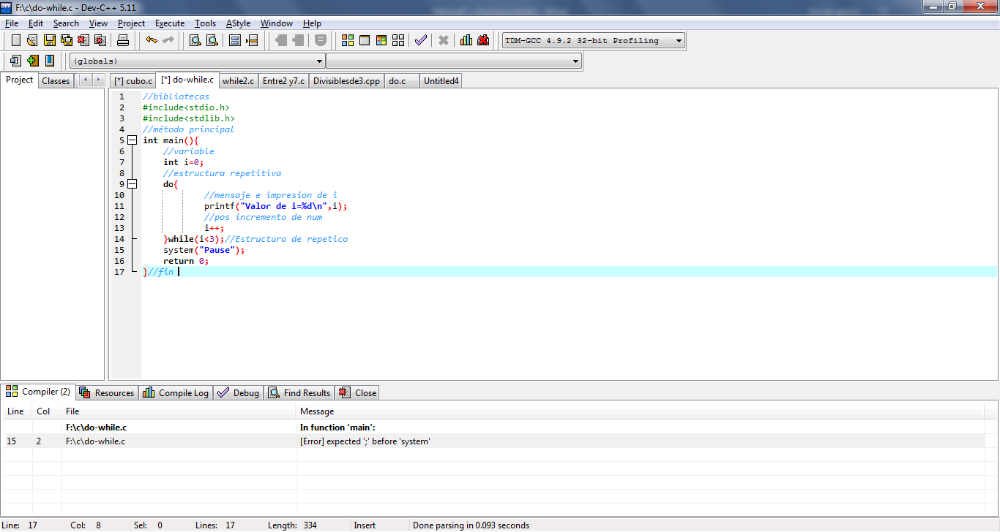 F:\c\do-while.c - Dev-C++ 5.11
File Edit Search View Project Execute Tools AStyle Window Help
TDM-GCC 4.9.2 32-bit Profiling
(globals)
Project Classes
[*] cubo.c [*] do-while.c while2.c Entre2 y7.c Divisiblesde3.cpp do.c Untitled4
1 //bibliotecas
2 #include<stdio.h>
3 #include<stdlib.h>
4 //método principal
5 int main(){
6 //variable
7 int i=0;
8 //estructura repetitiva
9 do{
10 //mensaje e impresion de i
11 printf("Valor de i=%d\n",i);
12 //pos incremento de num
13 i++;
14 }while(i<3);//Estructura de repetico
15 system("Pause");
16 return 0;
17 }//fin
Compiler (2) Resources Compile Log Debug Find Results Close
Line Col File Message
F:\c\do-while.c In function 'main':
15 2 F:\c\do-while.c [Error] expected ';' before 'system'
Line: 17 Col: 8 Sel: 0 Lines: 17 Length: 334 Insert Done parsing in 0.093 seconds